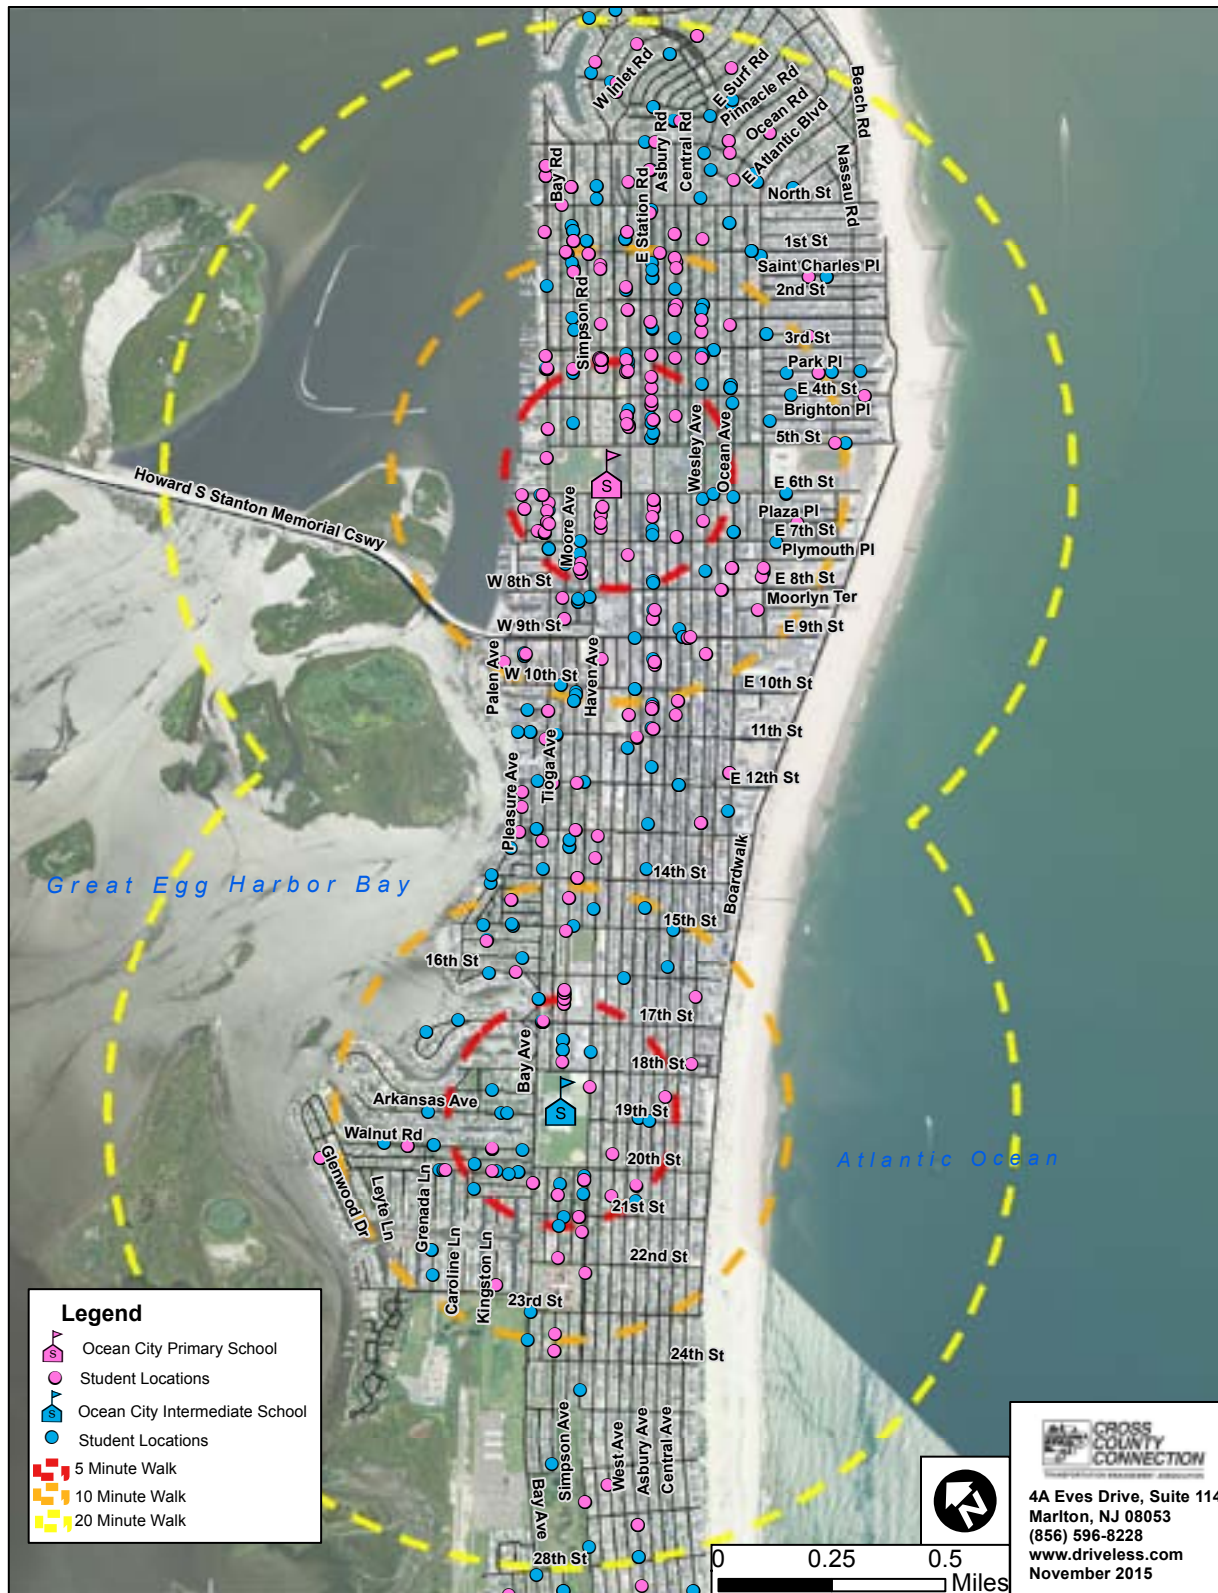 W Inlet Rd
E Surf Rd
Pinnacle Rd
Ocean Rd
E Atlantic Blvd
Beach Rd
Nassau Rd
Bay Rd
E Station Rd
Asbury Rd
Central Rd
North St
1st St
Saint Charles Pl
2nd St
Simpson Rd
3rd St
Park Pl
E 4th St
Brighton Pl
5th St
Wesley Ave
Ocean Ave
S
E 6th St
Plaza Pl
E 7th St
Plymouth Pl
Howard S Stanton Memorial Cswy
Moore Ave
W 8th St
E 8th St
Moorlyn Ter
W 9th St
E 9th St
Palen Ave
W 10th St
Haven Ave
E 10th St
11th St
Pleasure Ave
Tioga Ave
E 12th St
Boardwalk
14th St
Great Egg Harbor Bay
15th St
16th St
17th St
Bay Ave
18th St
Arkansas Ave
S
19th St
Walnut Rd
20th St
Atlantic Ocean
Glenwood Dr
Leyte Ln
Grenada Ln
21st St
Caroline Ln
Kingston Ln
22nd St
23rd St
24th St
Simpson Ave
West Ave
Asbury Ave
Central Ave
Bay Ave
28th St
Legend
S
Ocean City Primary School
Student Locations
S
Ocean City Intermediate School
Student Locations
5 Minute Walk
10 Minute Walk
20 Minute Walk
N
0 0.25 0.5
Miles
CROSS
COUNTY
CONNECTION
4A Eves Drive, Suite 114
Marlton, NJ 08053
(856) 596-8228
www.driveless.com
November 2015